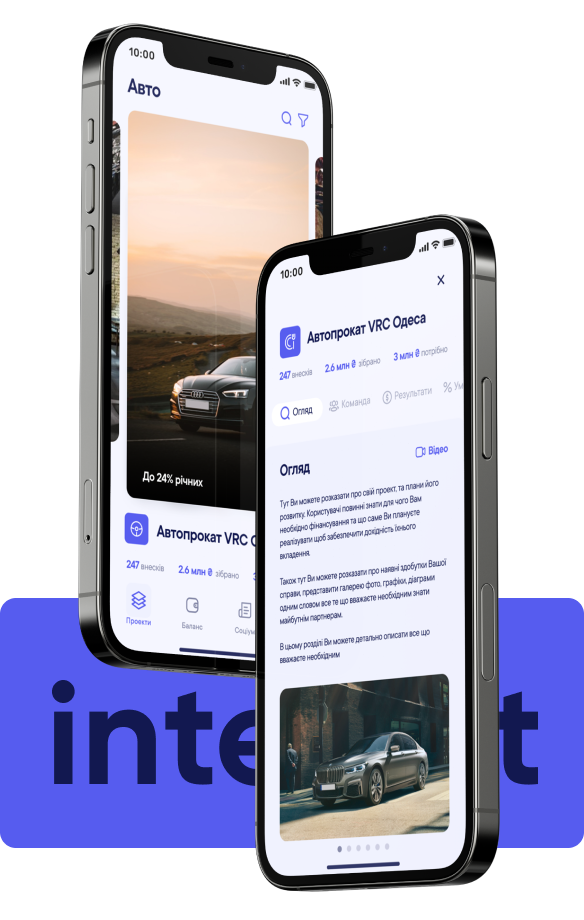 10:00
Авто
До 24% річних
Автопрокат VRC
247 внесків 2.6 млн ₴ зібрано
Проекти
Баланс
10:00
Автопрокат VRC Одеса
247 внесків 2.6 млн ₴ зібрано 3 млн ₴ потрібно
Огляд Команда Результати % Ум
Огляд
Відео
Тут Ви можете розказати про свій проект, та плани його
розвитку. Користувачі повинні знати для чого Вам
необхідно фінансування та що саме Ви плануєте
реалізувати щоб забезпечити дохідність їхнього
вкладення.
Також тут Ви можете розказати про наявні здобутки Вашої
справи, представити галерею фото, графіки, діаграми
одним словом все те що вважаєте необхідним знати
майбутнім партнерам.
В цьому розділі Ви можете детально описати все що
вважаєте необхідним
inte t